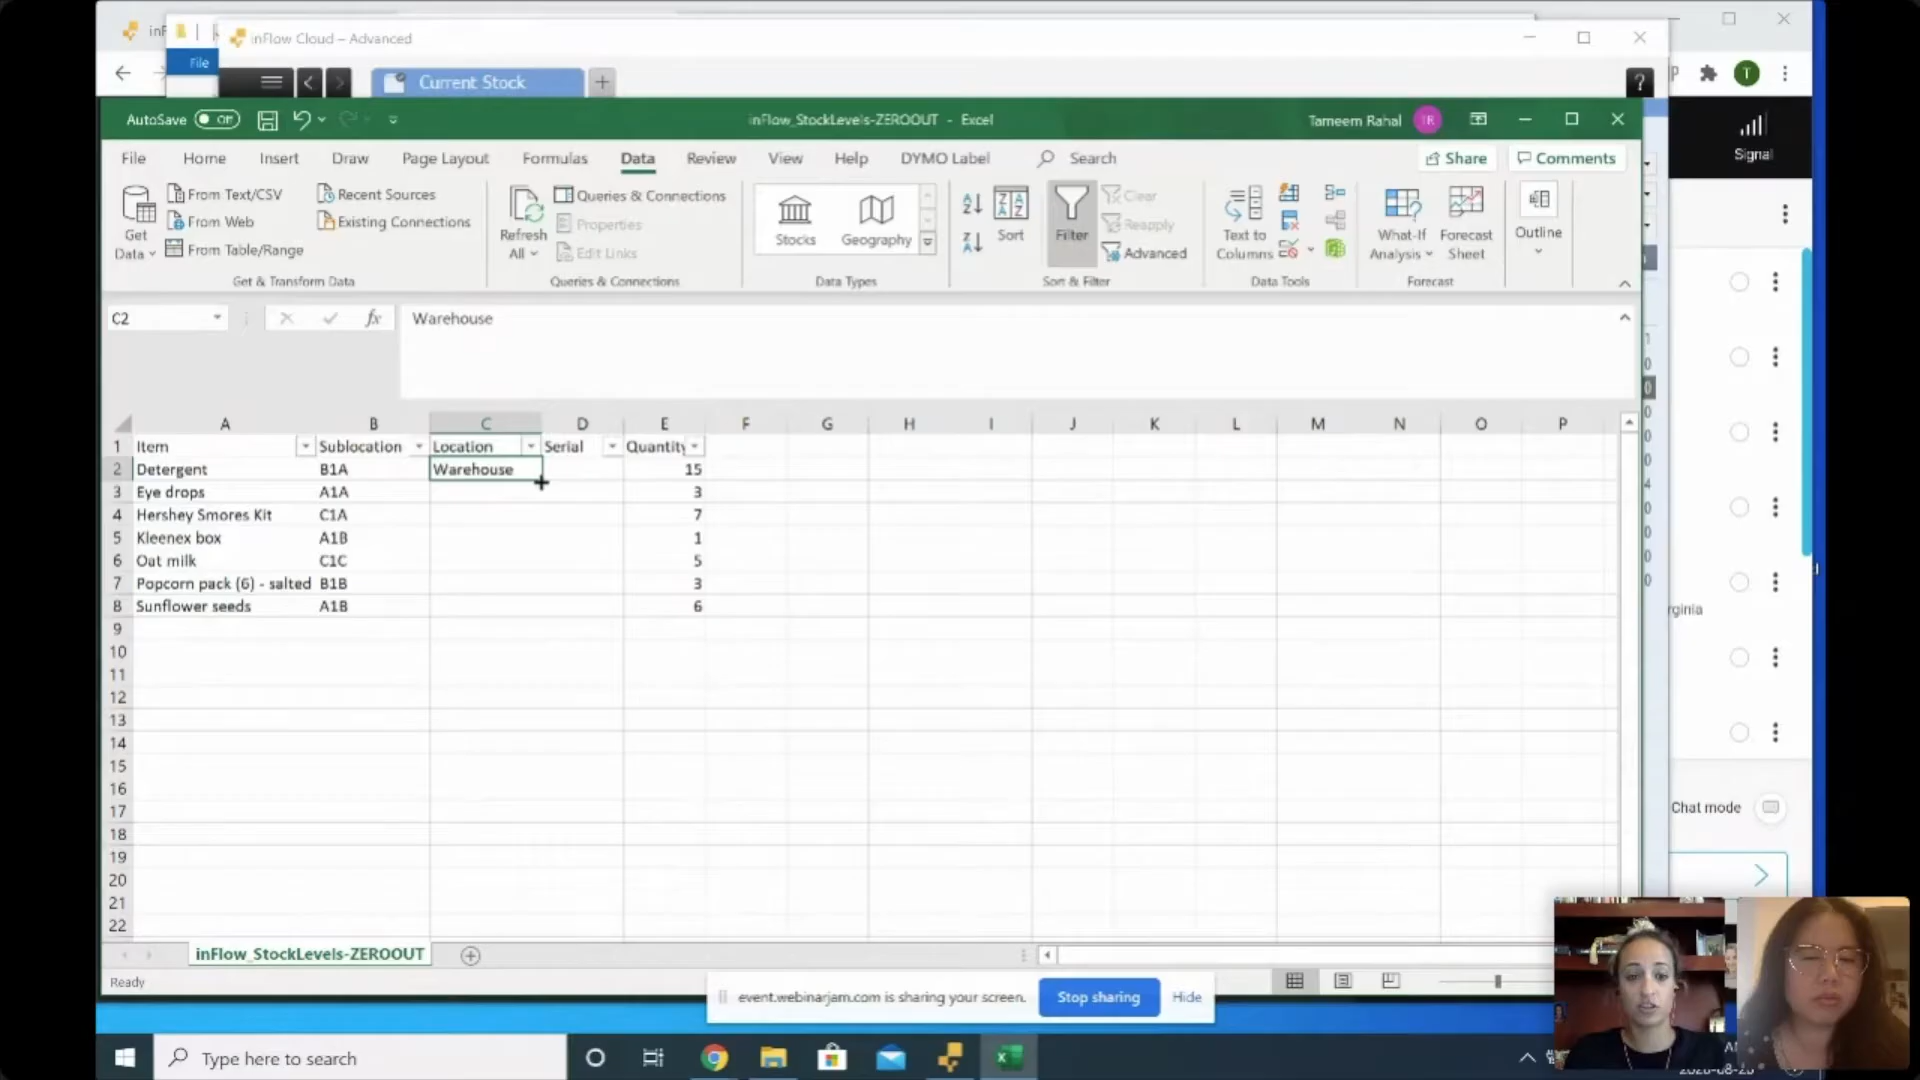 inFlow Cloud – Advanced
File
Current Stock
+
?
T
AutoSave Off
inFlow_StockLevels-ZEROOUT - Excel
Tameem Rahal TR
File Home Insert Draw Page Layout Formulas Data Review View Help DYMO Label Search
Share Comments
Signal
Get Data
From Text/CSV
From Web
From Table/Range
Recent Sources
Existing Connections
Get & Transform Data
Refresh All
Queries & Connections
Properties
Edit Links
Queries & Connections
Stocks Geography
Data Types
Sort
Filter
Clear
Reapply
Advanced
Sort & Filter
Text to Columns
Data Tools
What-If Analysis
Forecast Sheet
Forecast
Outline
C2 fx Warehouse
A B C D E F G H I J K L M N O P
1 Item Sublocation Location Serial Quantity
2 Detergent B1A Warehouse 15
3 Eye drops A1A 3
4 Hershey Smores Kit C1A 7
5 Kleenex box A1B 1
6 Oat milk C1C 5
7 Popcorn pack (6) - salted B1B 3
8 Sunflower seeds A1B 6
9
10
11
12
13
14
15
16
17
18
19
20
21
22
rginia
Chat mode
inFlow_StockLevels-ZEROOUT
Ready
event.webinarjam.com is sharing your screen. Stop sharing Hide
Type here to search